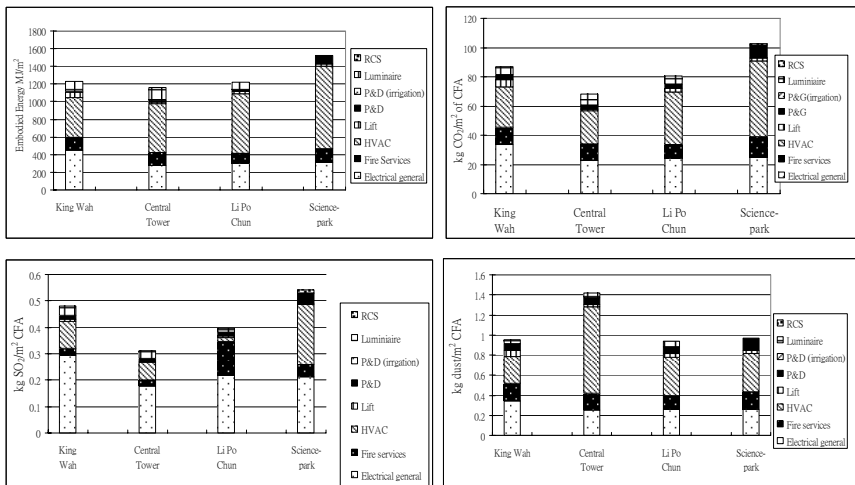 Embodied Energy MJ/m²
1800
1600
1400
1200
1000
800
600
400
200
0
King Wah
Central
Tower
Li Po
Chun
Science-
park
RCS
Luminaire
P&D (irrigation)
P&D
Lift
HVAC
Fire Services
Electrical general
kg CO₂/m² of CFA
120
100
80
60
40
20
0
King
Wah
Central
Tower
Li Po
Chun
Science-
park
RCS
Luminiaire
P&G(irrigation)
P&G
Lift
HVAC
Fire services
Electrical general
kg SO₂/m² CFA
0.6
0.5
0.4
0.3
0.2
0.1
0
King
Wah
Central
Tower
Li Po
Chun
Science-
park
RCS
Luminiaire
P&D (irrgation)
P&D
Lift
HVAC
Fire services
Electrical general
kg dust/m² CFA
1.6
1.4
1.2
1
0.8
0.6
0.4
0.2
0
King Wah
Central
Tower
Li Po
Chun
Science-
park
RCS
Luminaire
P&D (irrigation)
P&D
Lift
HVAC
Fire services
Electrical general